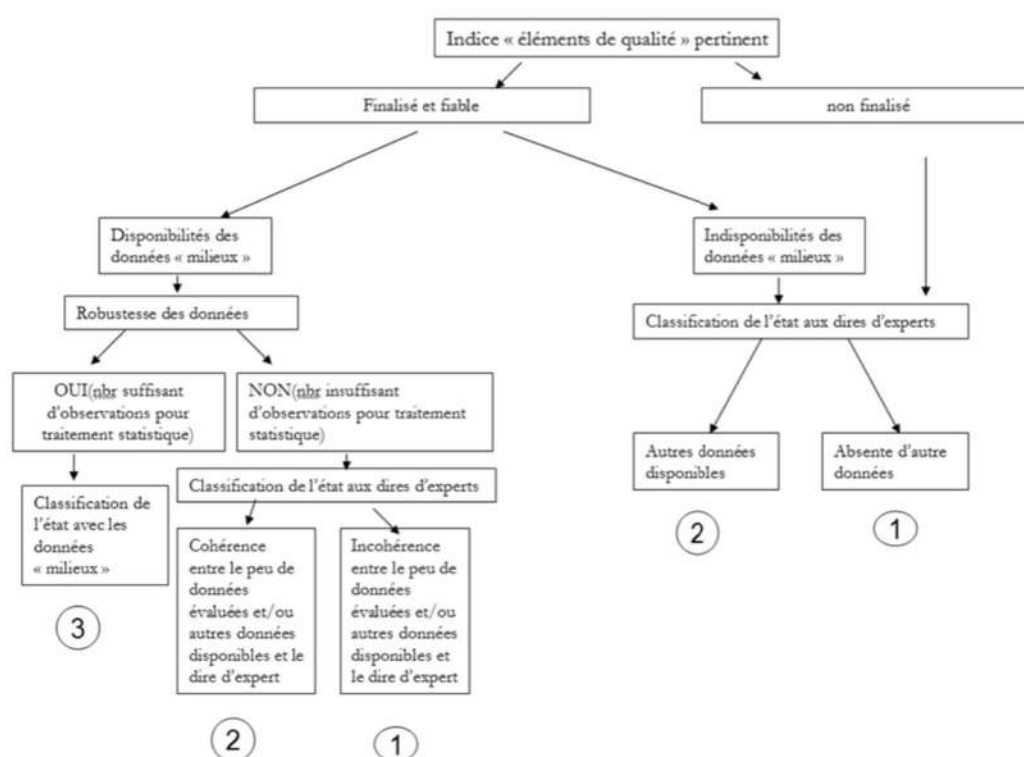 Indice « éléments de qualité » pertinent
Finalisé et fiable
non finalisé
Disponibilités des
données « milieux »
Indisponibilités des
données « milieux »
Robustesse des données
Classification de l'état aux dires d'experts
OUI(nbr suffisant
d'observations pour
traitement statistique)
NON(nbr insuffisant
d'observations pour traitement
statistique)
Autres données
disponibles
Absente d'autre
données
Classification de l'état aux dires d'experts
Classification de
l'état avec les
données
« milieux »
Cohérence
entre le peu de
données
évaluées et/ou
autres données
disponibles et le
dire d'expert
Incohérence
entre le peu de
données
évaluées et/ou
autres données
disponibles et
le dire d'expert
2
1
3
2
1